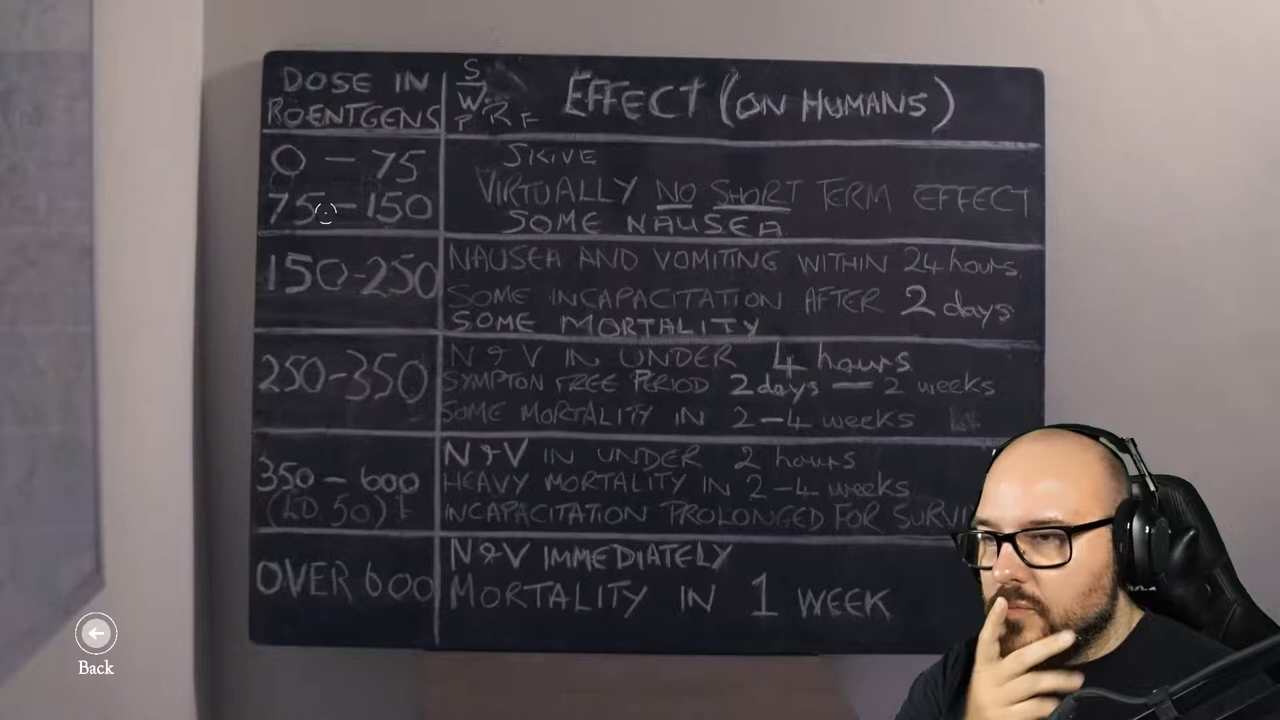 DOSE IN
ROENTGENS
S
W
P R F
EFFECT (ON HUMANS)
0 – 75
SKIVE
VIRTUALLY NO SHORT TERM EFFECT
75–150
SOME NAUSEA
150-250
NAUSEA AND VOMITING WITHIN 24 hours.
SOME INCAPACITATION AFTER 2 days
SOME MORTALITY
250-350
N & V IN UNDER 4 hours
SYMPTON FREE PERIOD 2 days — 2 weeks
SOME MORTALITY IN 2–4 weeks
350 – 600
(LD 50)
N & V IN UNDER 2 hours
HEAVY MORTALITY IN 2–4 weeks
INCAPACITATION PROLONGED FOR
OVER 600
N & V IMMEDIATELY
MORTALITY IN 1 WEEK
Back